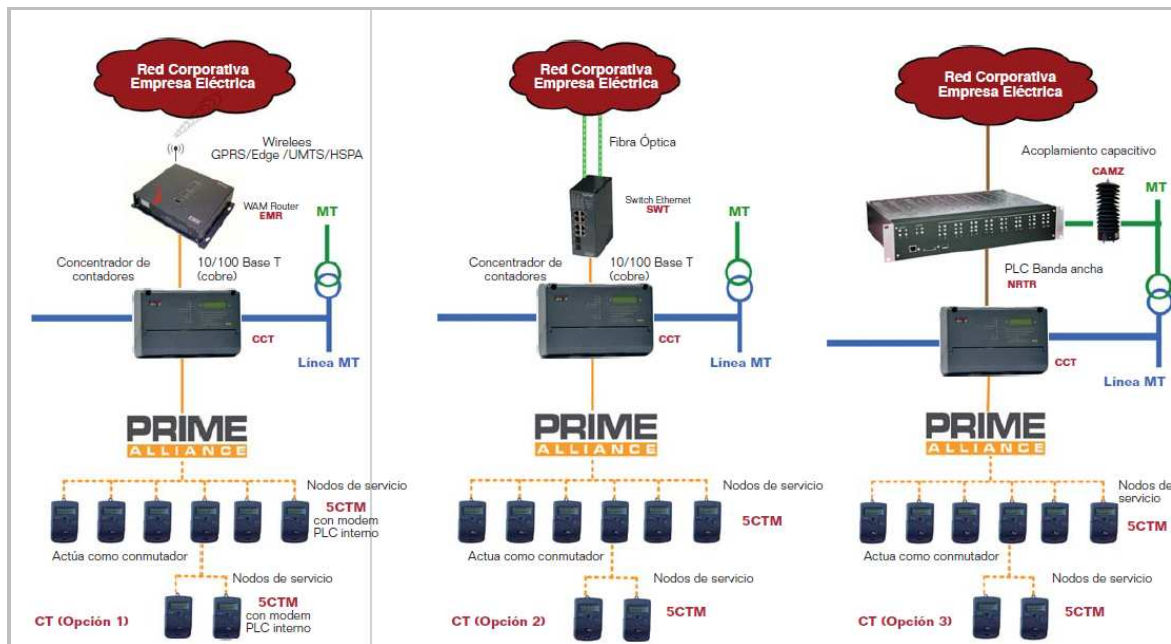 Red Corporativa
Empresa Eléctrica
Wirelees
GPRS/Edge /UMTS/HSPA
WAM Router
EMR
MT
Concentrador de
contadores
10/100 Base T
(cobre)
CCT
Línea MT
PRIME
ALLIANCE
Nodos de servicio
5CTM
con modem
PLC interno
Actúa como conmutador
Nodos de servicio
5CTM
con modem
PLC interno
CT (Opción 1)
Red Corporativa
Empresa Eléctrica
Fibra Óptica
Switch Ethernet
SWT
MT
Concentrador de
contadores
10/100 Base T
(cobre)
CCT
Línea MT
PRIME
ALLIANCE
Nodos de servicio
5CTM
Actua como conmutador
Nodos de servicio
5CTM
CT (Opción 2)
Red Corporativa
Empresa Eléctrica
Acoplamiento capacitivo
CAMZ
MT
PLC Banda ancha
NRTR
CCT
Línea MT
PRIME
ALLIANCE
Nodos de
servicio
5CTM
Actua como conmutador
Nodos de servicio
5CTM
CT (Opción 3)